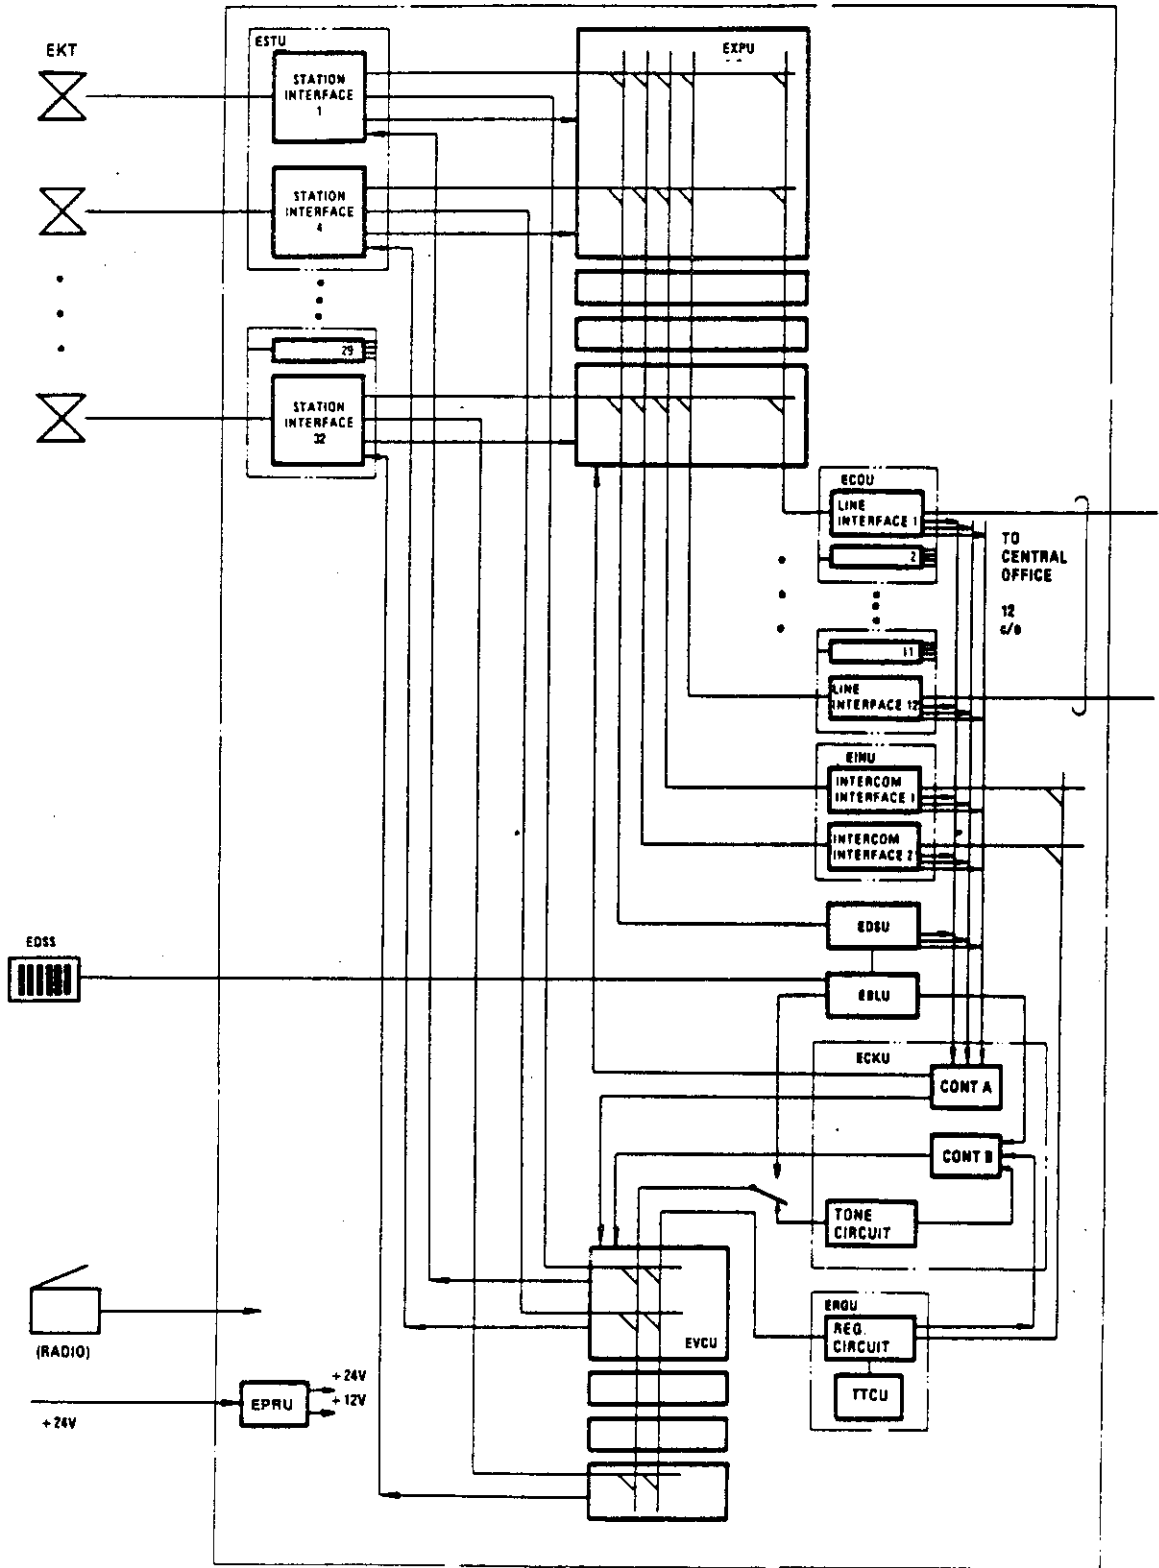 EKT
ESTU
STATION
INTERFACE
1
STATION
INTERFACE
4
29
STATION
INTERFACE
32
EXPU
ECOU
LINE
INTERFACE 1
2
11
LINE
INTERFACE 12
TO
CENTRAL
OFFICE
12
c/o
EINU
INTERCOM
INTERFACE 1
INTERCOM
INTERFACE 2
EDSU
EDSS
EBLU
ECKU
CONT A
CONT B
TONE
CIRCUIT
EVCU
ERGU
REG.
CIRCUIT
TTCU
(RADIO)
+24V
EPRU
+24V
+12V